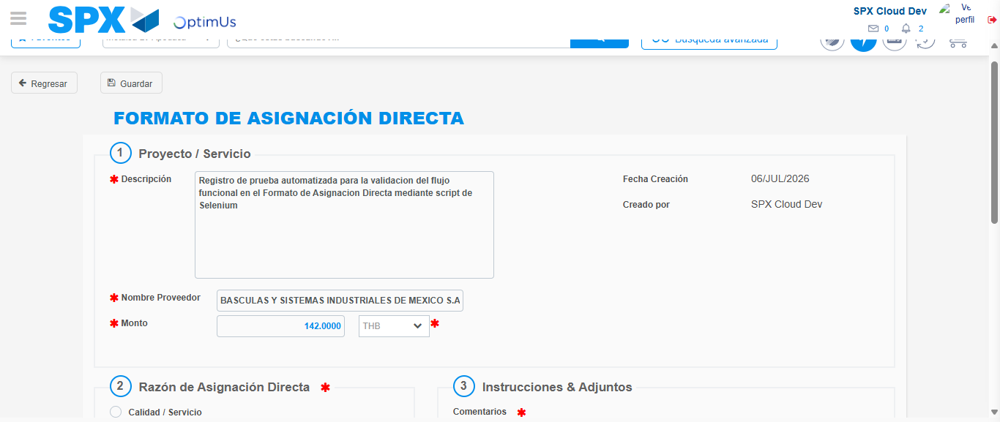 SPX
OptimUs
SPX Cloud Dev
perfil
0
2
Búsqueda avanzada
Regresar
Guardar
FORMATO DE ASIGNACIÓN DIRECTA
1
Proyecto / Servicio
Descripción
Registro de prueba automatizada para la validacion del flujo
funcional en el Formato de Asignacion Directa mediante script de
Selenium
Fecha Creación
06/JUL/2026
Creado por
SPX Cloud Dev
Nombre Proveedor
BASCULAS Y SISTEMAS INDUSTRIALES DE MEXICO S.A
Monto
142.0000
THB
2
Razón de Asignación Directa
3
Instrucciones & Adjuntos
Calidad / Servicio
Comentarios